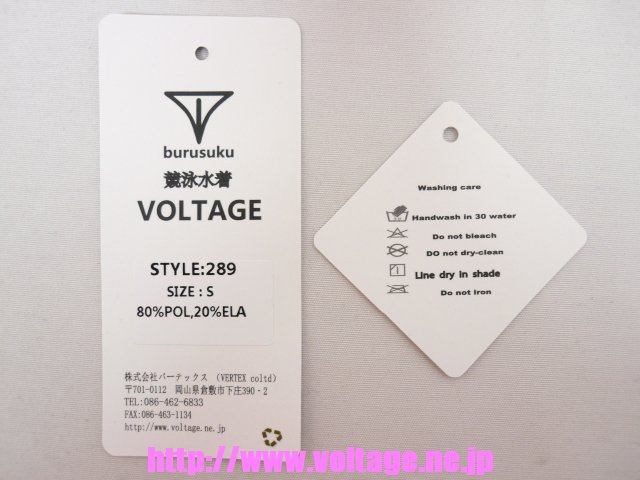 burusuku
競泳水着
VOLTAGE
STYLE:289
SIZE : S
80%POL,20%ELA
株式会社バーテックス (VERTEX coltd)
〒701-0112 岡山県倉敷市下庄390-2
TEL:086-462-6833
FAX:086-463-1134
http://www.voltage.ne.jp
Washing care
Handwash in 30 water
Do not bleach
DO not dry-clean
Line dry in shade
Do not iron
http://www.voltage.ne.jp